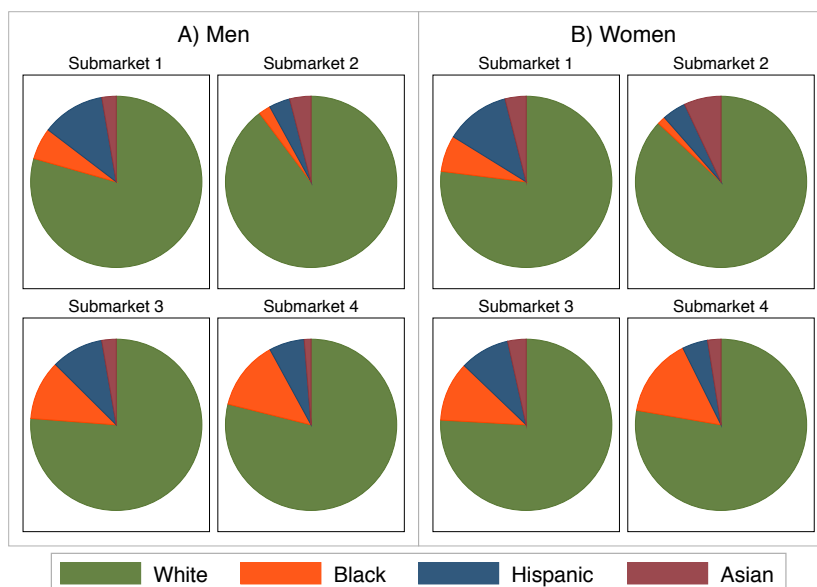 A) Men
Submarket 1
Submarket 2
Submarket 3
Submarket 4
B) Women
Submarket 1
Submarket 2
Submarket 3
Submarket 4
White
Black
Hispanic
Asian